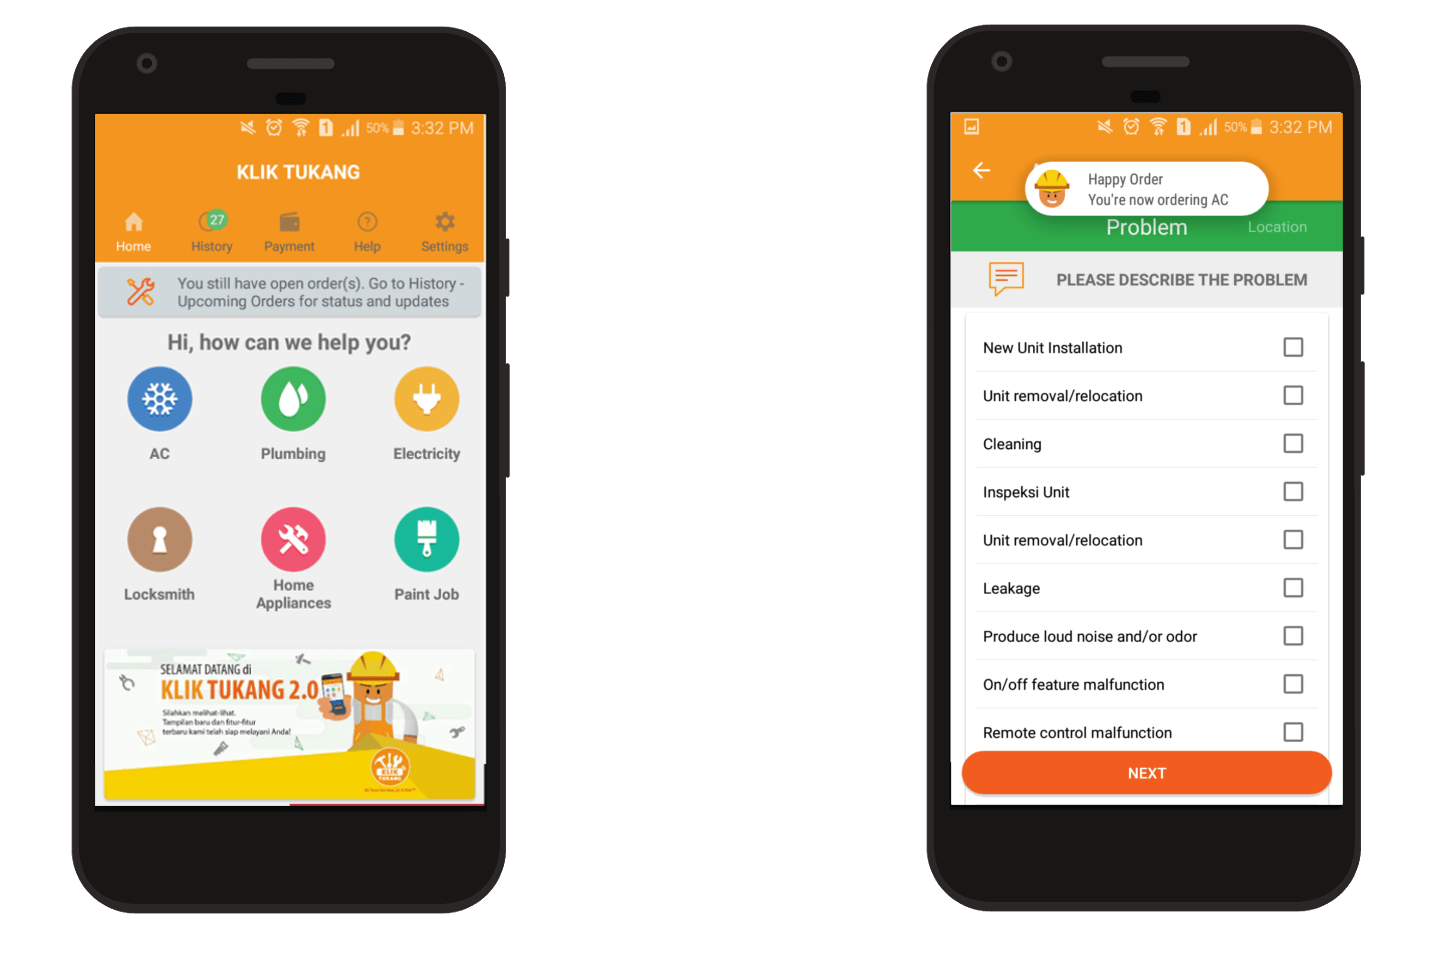 50% 3:32 PM
KLIK TUKANG
27
Home History Payment Help Settings
You still have open order(s). Go to History -
Upcoming Orders for status and updates
Hi, how can we help you?
AC Plumbing Electricity
Locksmith Home Appliances Paint Job
SELAMAT DATANG di
KLIK TUKANG 2.0
Silahkan melihat-lihat.
Tampilan baru dan fitur-fitur
terbaru kami telah siap melayani Anda!
KLIK
TUKANG
1 50% 3:32 PM
Happy Order
You're now ordering AC
Problem Location
PLEASE DESCRIBE THE PROBLEM
New Unit Installation
Unit removal/relocation
Cleaning
Inspeksi Unit
Unit removal/relocation
Leakage
Produce loud noise and/or odor
On/off feature malfunction
Remote control malfunction
NEXT